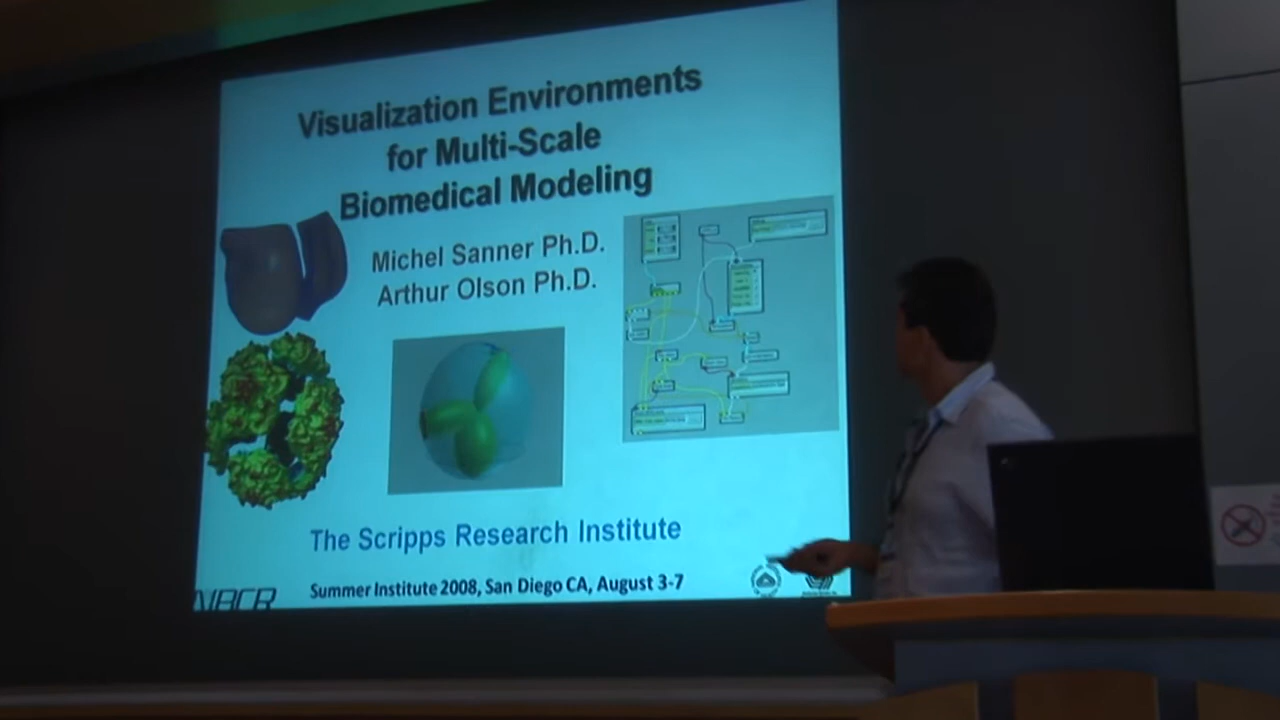 Visualization Environments
for Multi-Scale
Biomedical Modeling
Michel Sanner Ph.D.
Arthur Olson Ph.D.
The Scripps Research Institute
Summer Institute 2008, San Diego CA, August 3-7
NBCR